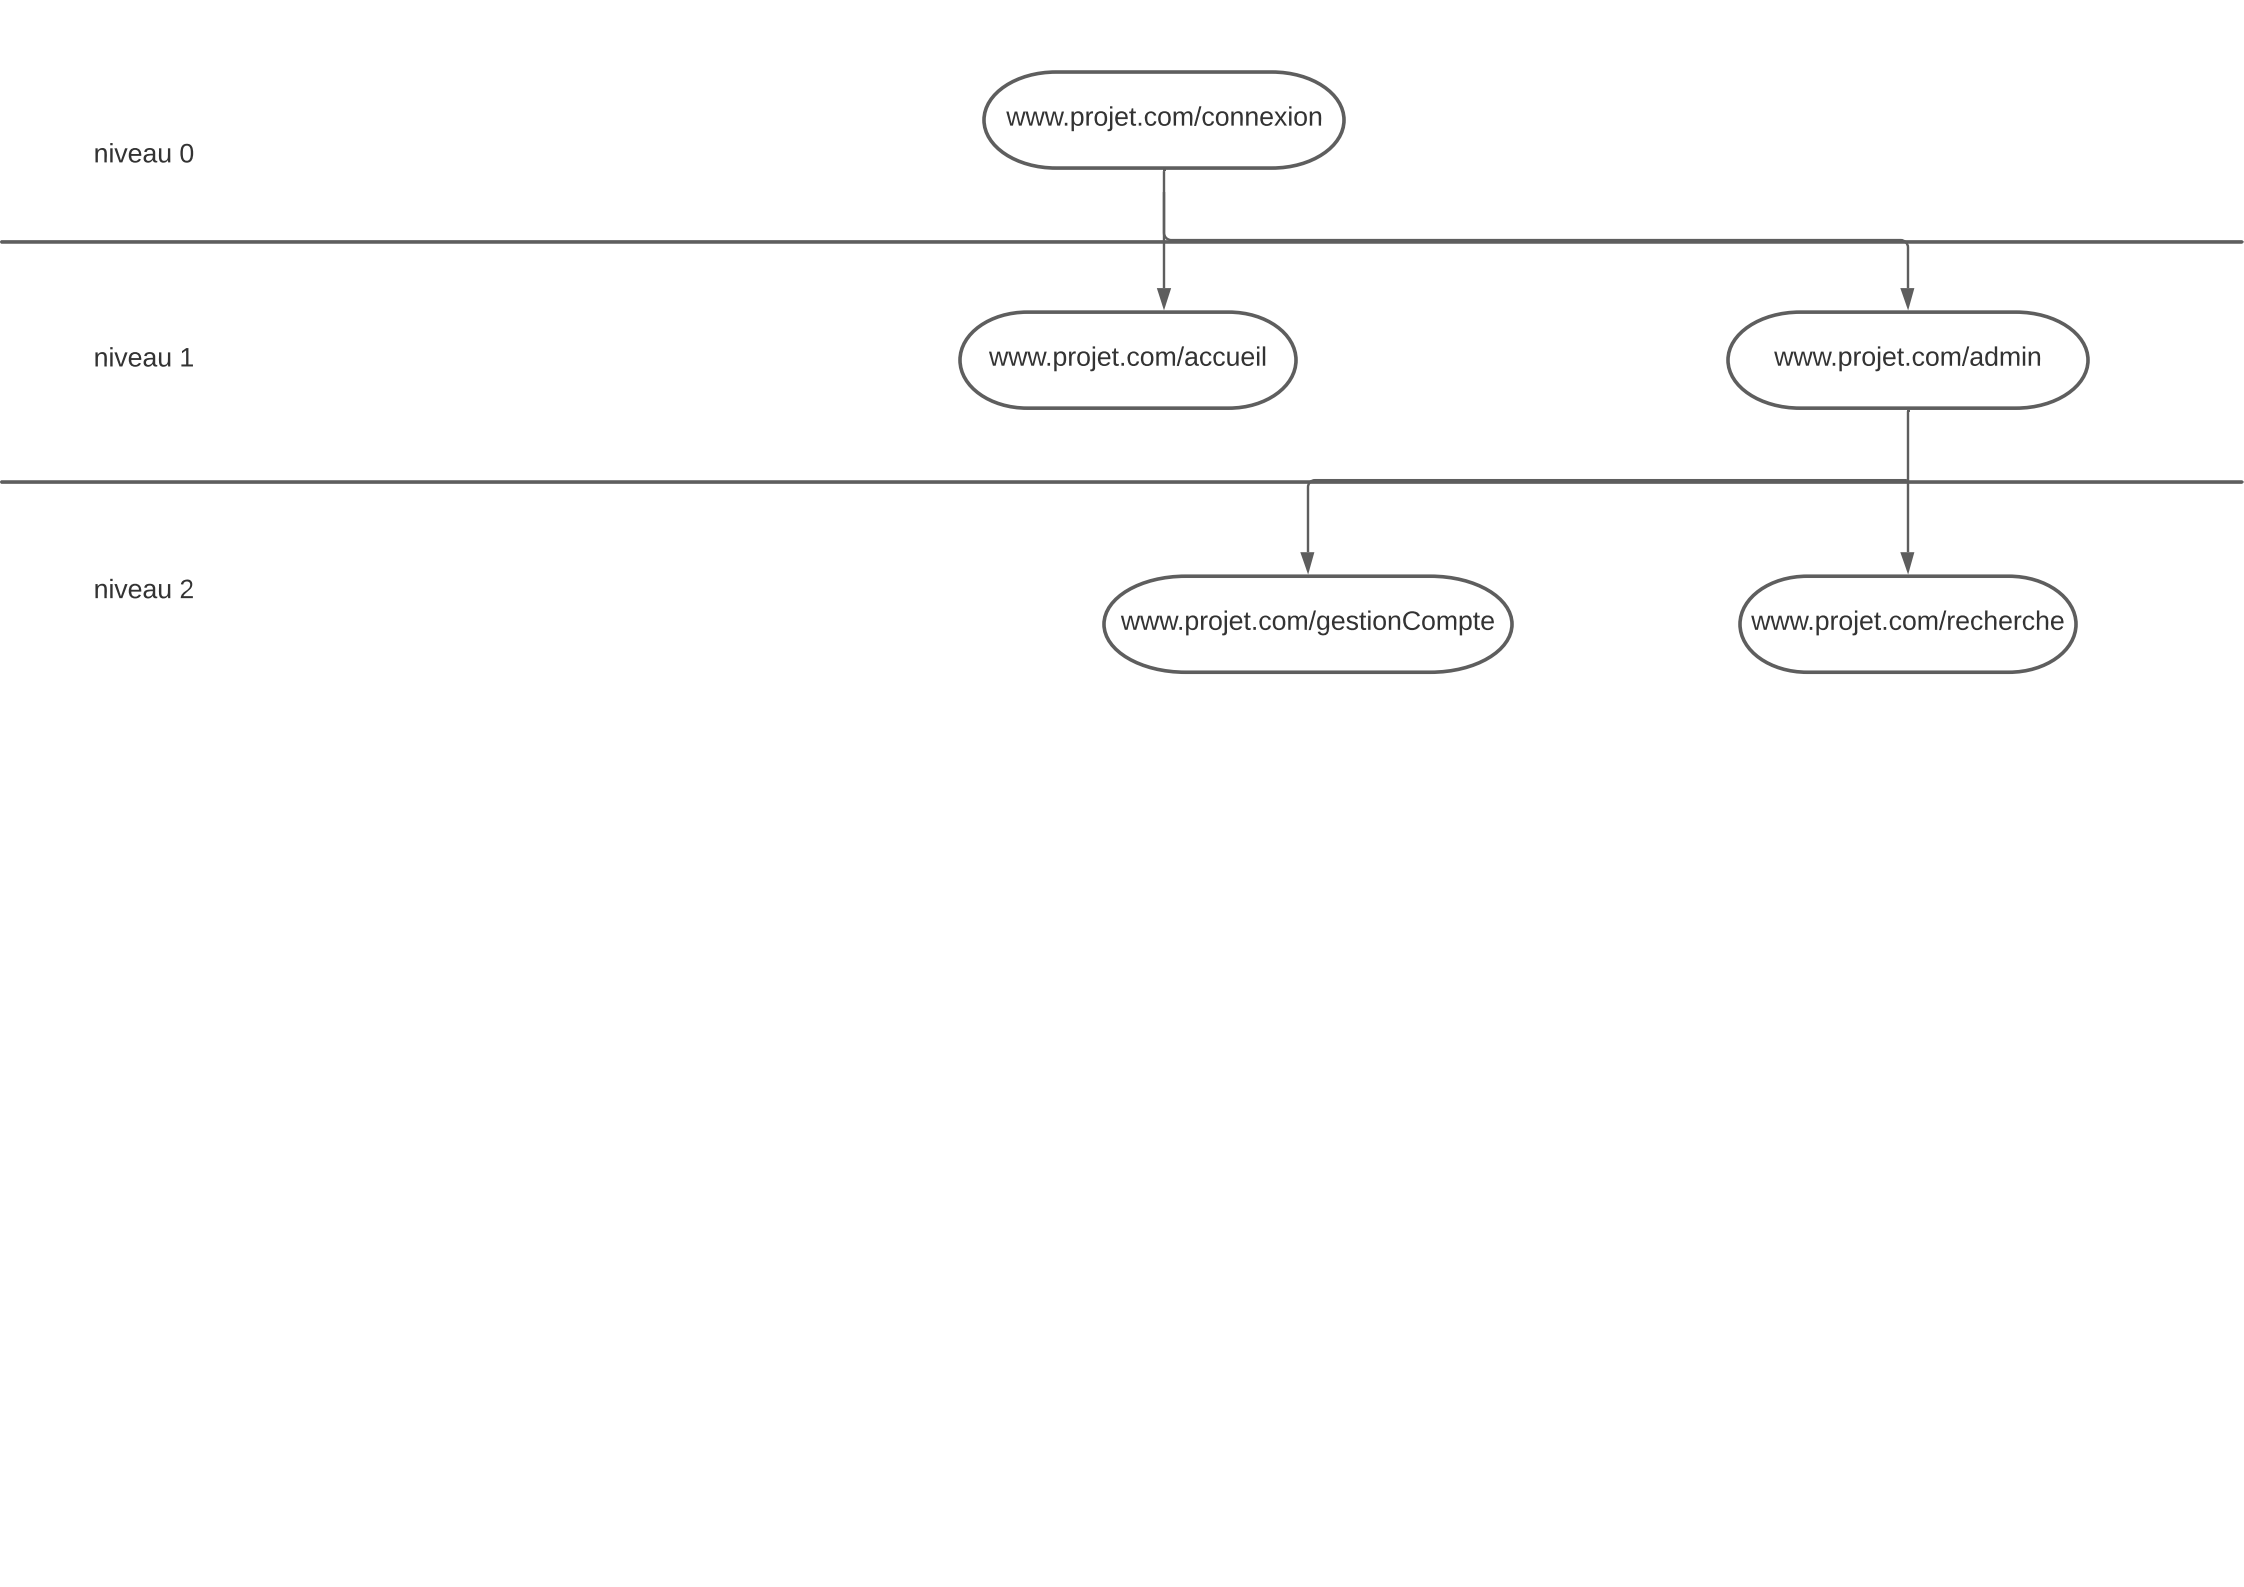 www.projet.com/connexion
niveau 0
niveau 1
www.projet.com/accueil
www.projet.com/admin
niveau 2
www.projet.com/gestionCompte
www.projet.com/recherche